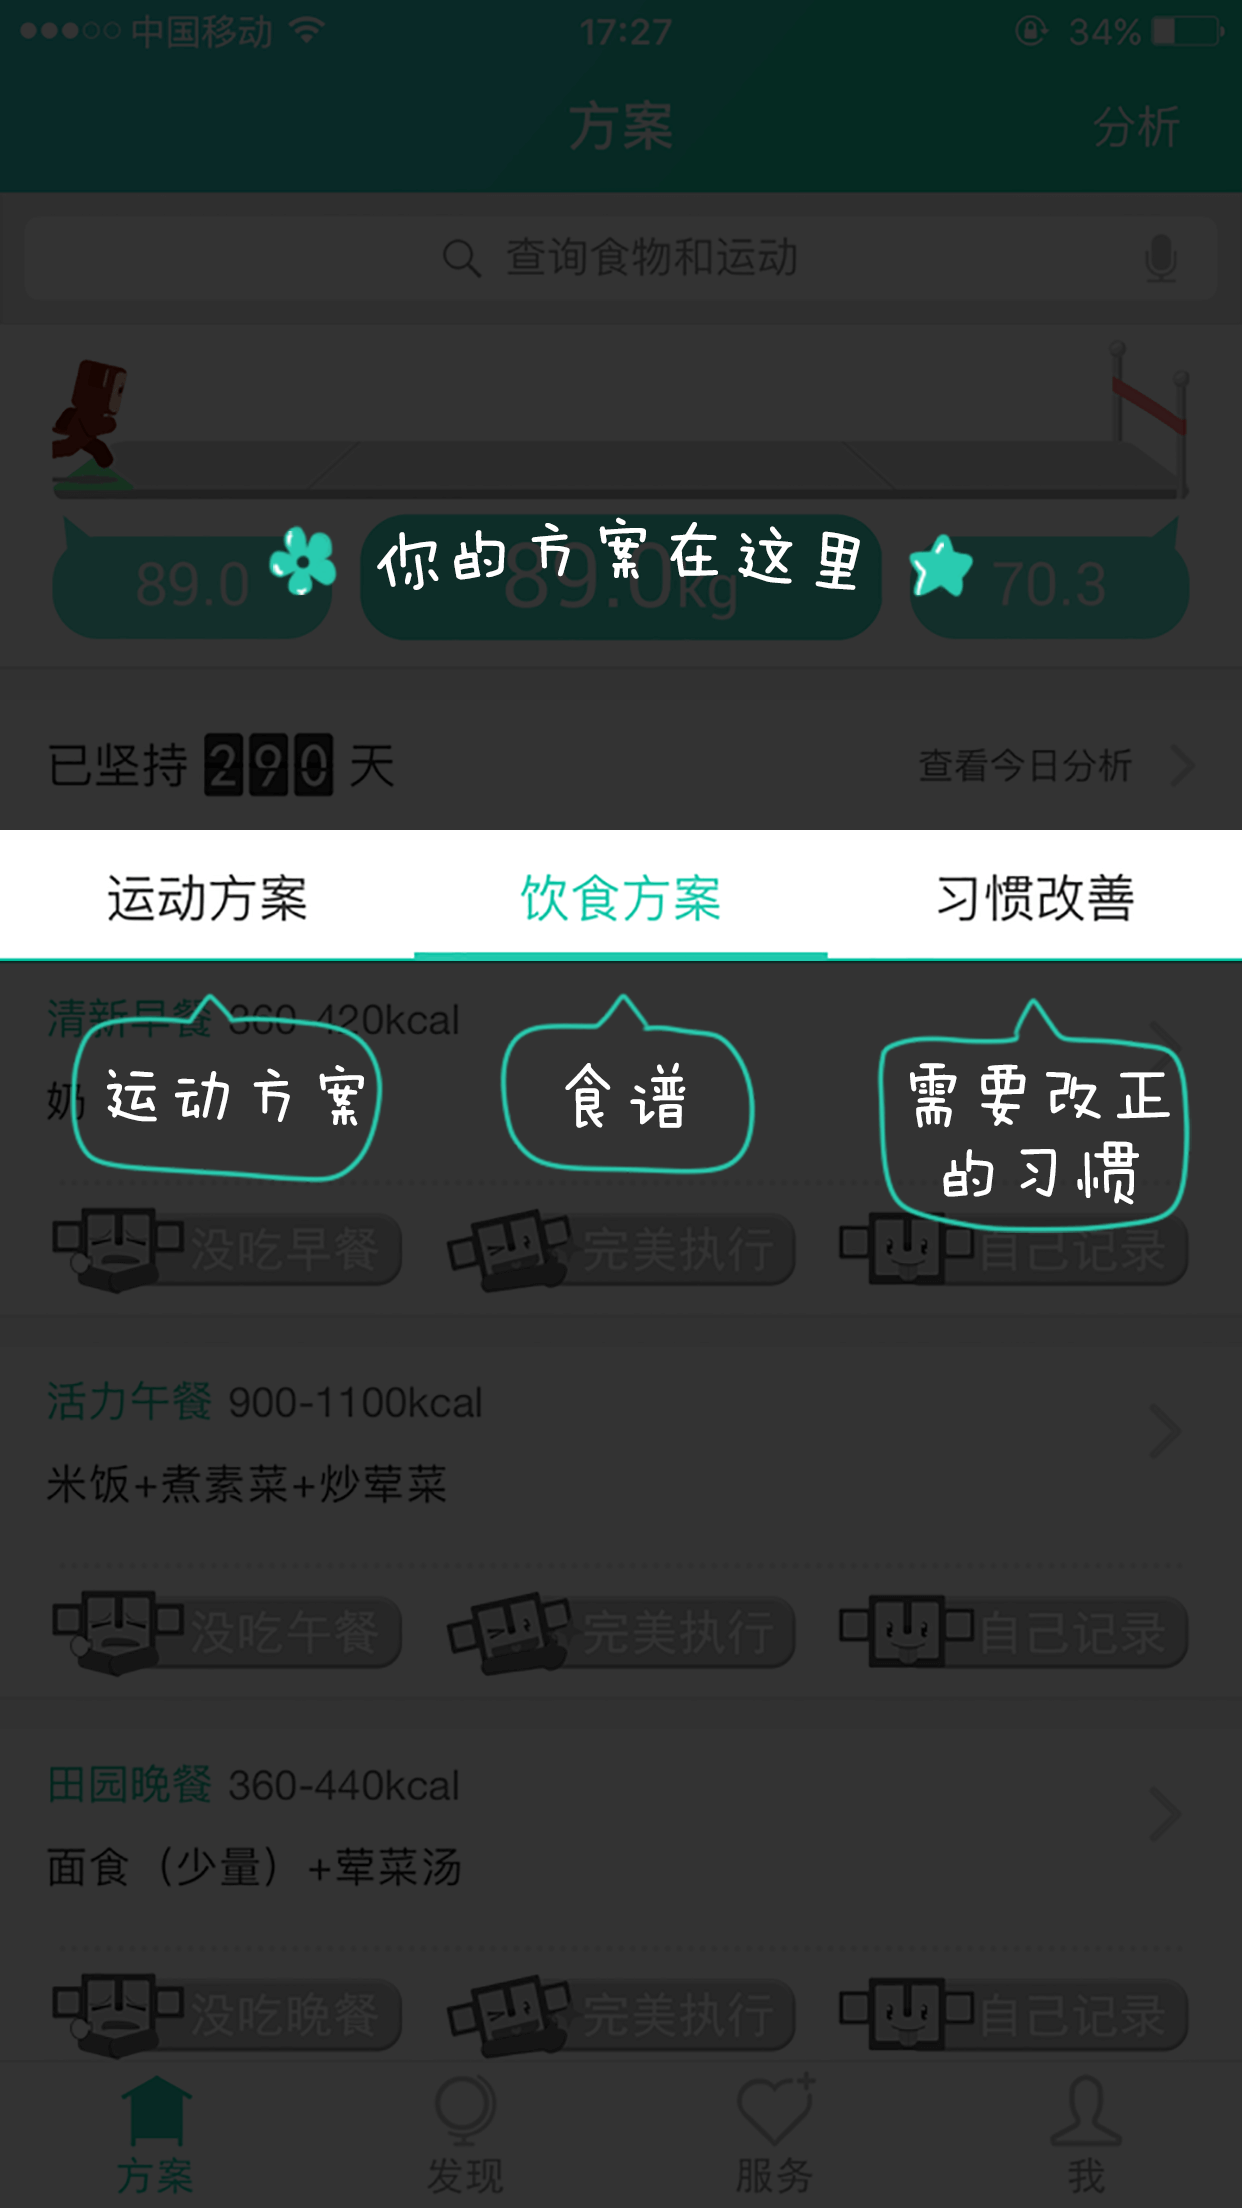 中国移动 17:27 34%
方案 分析
查询食物和运动
你的方案在这里
89.0 89.0kg 70.3
已坚持 290 天 查看今日分析
运动方案 饮食方案 习惯改善
清新早餐 360-420kcal
奶
运动方案 食谱 需要改正
的习惯
没吃早餐 完美执行 自己记录
活力午餐 900-1100kcal
米饭+煮素菜+炒荤菜
没吃午餐 完美执行 自己记录
田园晚餐 360-440kcal
面食（少量）+荤菜汤
没吃晚餐 完美执行 自己记录
方案 发现 服务 我